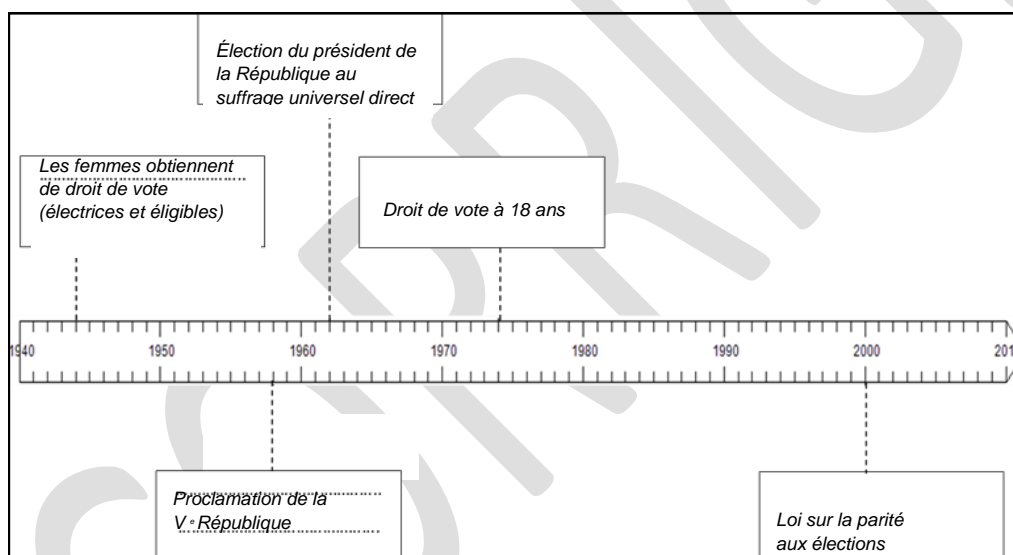 Élection du président de
la République au
suffrage universel direct
Les femmes obtiennent
de droit de vote
(électrices et éligibles)
Droit de vote à 18 ans
1940 1950 1960 1970 1980 1990 2000 201
Proclamation de la
Ve République
Loi sur la parité
aux élections